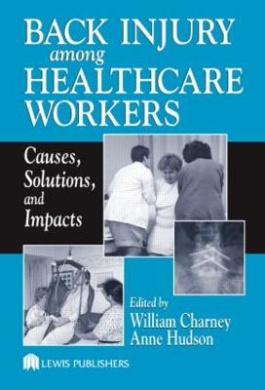 BACK INJURY
among
HEALTHCARE
WORKERS
Causes,
Solutions,
and
Impacts
Edited by
William Charney
Anne Hudson
LEWIS PUBLISHERS